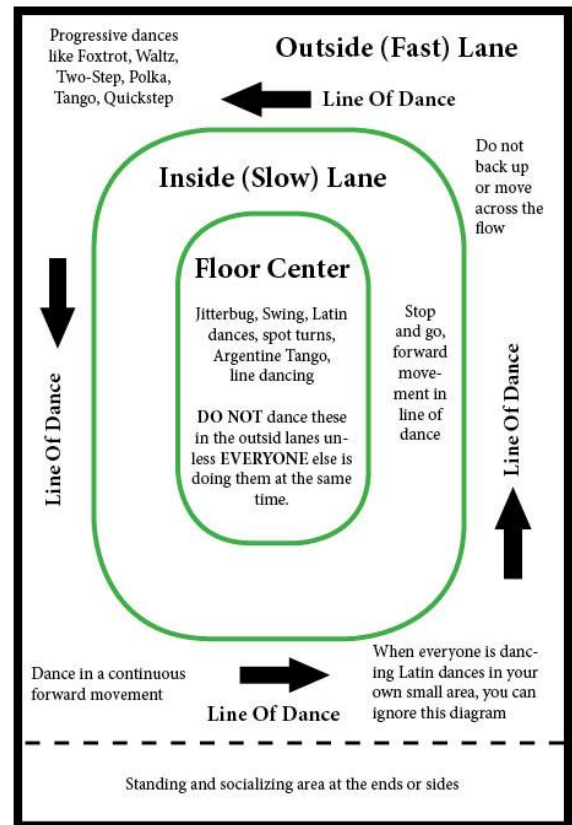 Progressive dances
like Foxtrot, Waltz,
Two-Step, Polka,
Tango, Quickstep
Outside (Fast) Lane
Line Of Dance
Do not
back up
or move
across the
flow
Inside (Slow) Lane
Floor Center
Jitterbug, Swing, Latin
dances, spot turns,
Argentine Tango,
line dancing
DO NOT dance these
in the outsid lanes un-
less EVERYONE else is
doing them at the same
time.
Stop
and go,
forward
move-
ment in
line of
dance
Line Of Dance
Line Of Dance
Dance in a continuous
forward movement
Line Of Dance
When everyone is danc-
ing Latin dances in your
own small area, you can
ignore this diagram
Standing and socializing area at the ends or sides